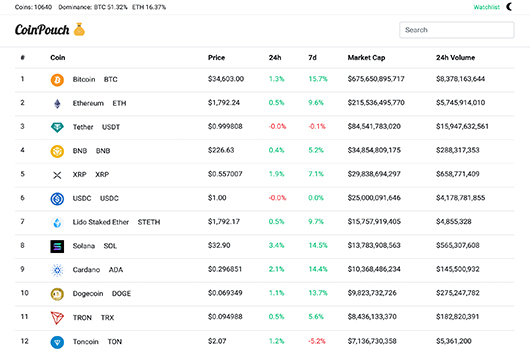 Coins: 10640 Dominance: BTC 51.32% ETH 16.37% Watchlist
CoinPouch Search
# Coin Price 24h 7d Market Cap 24h Volume
1 Bitcoin BTC $34,603.00 1.3% 15.7% $675,650,895,717 $8,378,163,644
2 Ethereum ETH $1,792.24 0.5% 9.6% $215,536,495,770 $5,745,914,010
3 Tether USDT $0.999808 -0.0% -0.1% $84,541,783,020 $15,947,632,561
4 BNB BNB $226.63 0.4% 5.2% $34,854,809,175 $288,317,353
5 XRP XRP $0.557007 1.9% 7.1% $29,838,694,297 $658,771,409
6 USDC USDC $1.00 -0.0% 0.0% $25,000,091,646 $4,178,781,855
7 Lido Staked Ether STETH $1,792.17 0.5% 9.7% $15,757,919,405 $4,855,328
8 Solana SOL $32.90 3.4% 14.5% $13,783,908,563 $565,307,608
9 Cardano ADA $0.296851 2.1% 14.4% $10,368,486,234 $145,500,932
10 Dogecoin DOGE $0.069349 1.1% 13.7% $9,823,732,726 $275,247,782
11 TRON TRX $0.094988 0.5% 5.6% $8,436,133,370 $182,820,391
12 Toncoin TON $2.07 1.2% -5.2% $7,136,730,358 $5,361,200